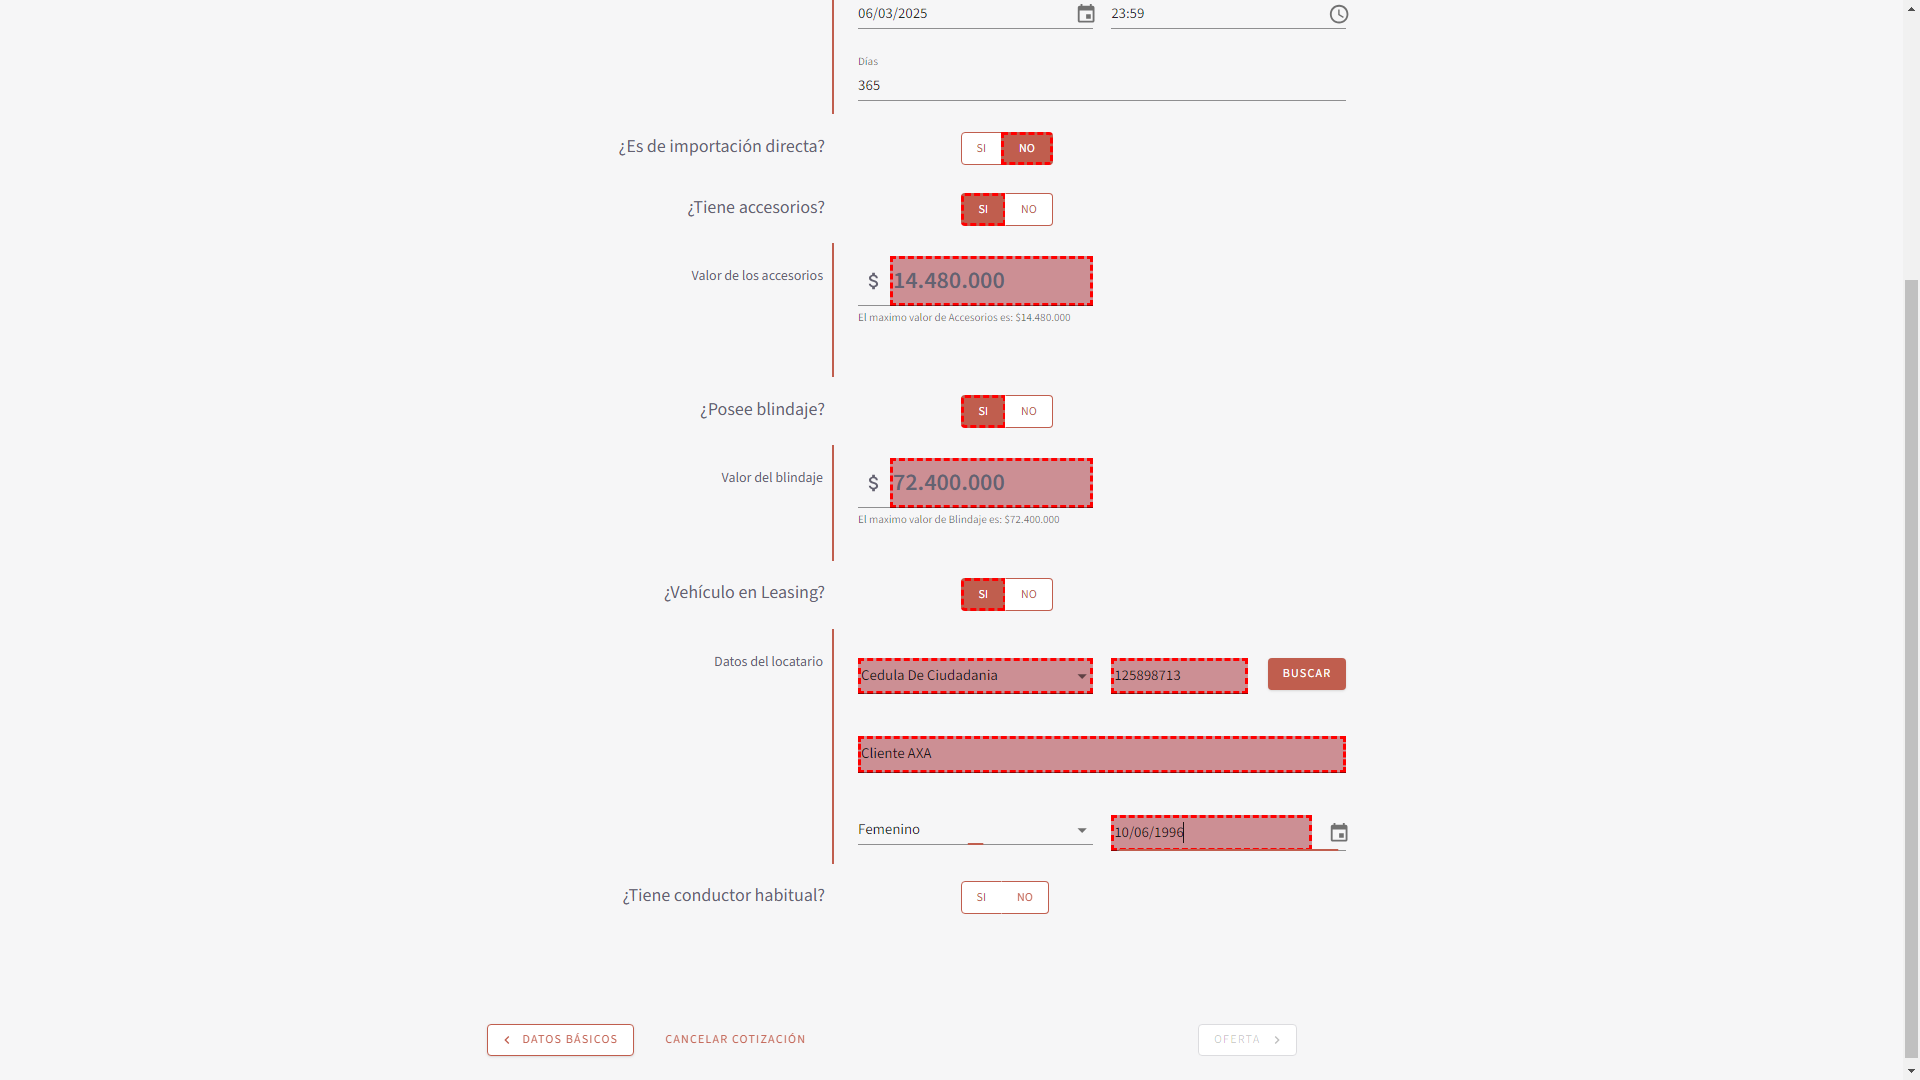 06/03/2025 23:59
Días
365
¿Es de importación directa? SI NO
¿Tiene accesorios? SI NO
Valor de los accesorios $ 14.480.000
El maximo valor de Accesorios es: $14.480.000
¿Posee blindaje? SI NO
Valor del blindaje $ 72.400.000
El maximo valor de Blindaje es: $72.400.000
¿Vehículo en Leasing? SI NO
Datos del locatario Cedula De Ciudadania 125898713 BUSCAR
Cliente AXA
Femenino 10/06/1996
¿Tiene conductor habitual? SI NO
DATOS BÁSICOS CANCELAR COTIZACIÓN OFERTA